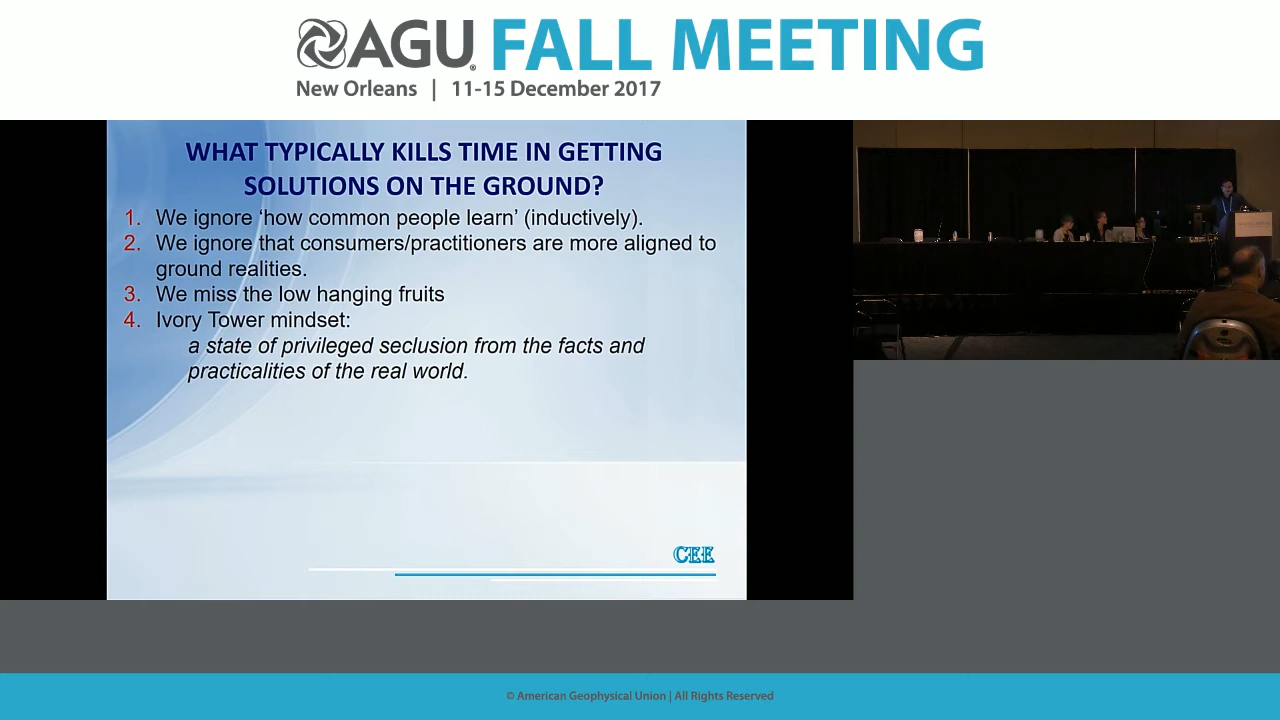 AGU FALL MEETING
New Orleans | 11-15 December 2017
WHAT TYPICALLY KILLS TIME IN GETTING
SOLUTIONS ON THE GROUND?
1. We ignore ‘how common people learn’ (inductively).
2. We ignore that consumers/practitioners are more aligned to
ground realities.
3. We miss the low hanging fruits
4. Ivory Tower mindset:
a state of privileged seclusion from the facts and
practicalities of the real world.
CEE
© American Geophysical Union | All Rights Reserved